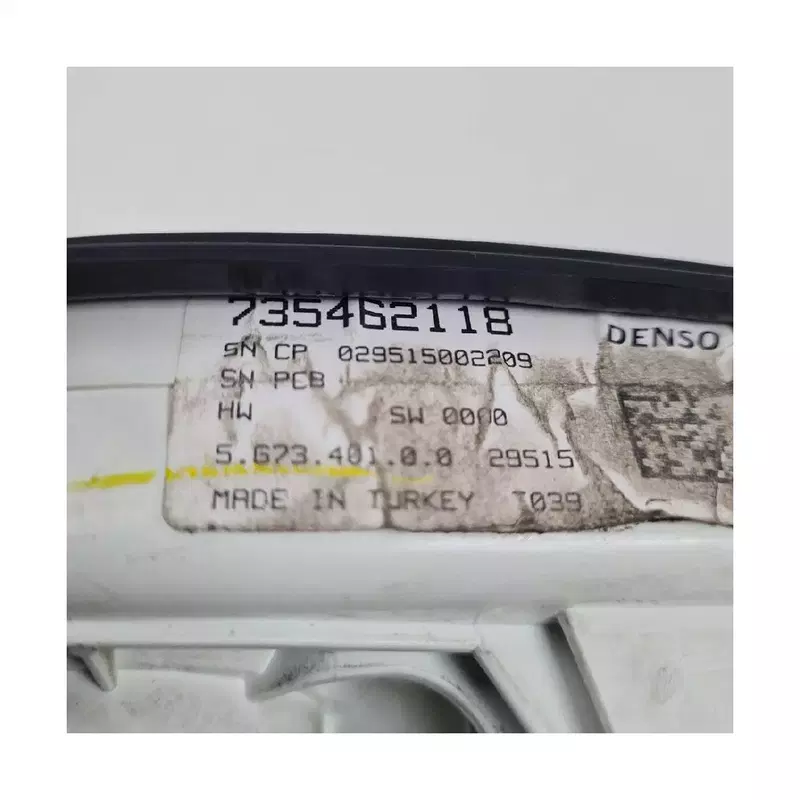 735462118
DENSO
SN CP 029515002209
SN PCB
HW SW 0000
5.673.401.0.0 29515
MADE IN TURKEY T039